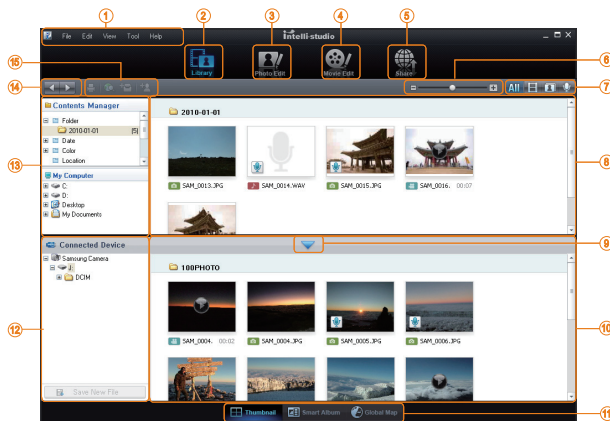 1 2 3 4 5
File Edit View Tool Help
intelli-studio
Library Photo Edit Movie Edit Share
15
14
6
All
7
Contents Manager
Folder
2010-01-01 (5)
Date
Color
Location
13
My Computer
C:
D:
Desktop
My Documents
2010-01-01
SAM_0013.JPG SAM_0014.WAV SAM_0015.JPG SAM_0016. 00:07
8
Connected Device
9
Samsung Camera
I:
DCIM
12
Save New File
100PHOTO
SAM_0004. 00:02 SAM_0004.JPG SAM_0005.JPG SAM_0006.JPG
10
Thumbnail Smart Album Global Map
11